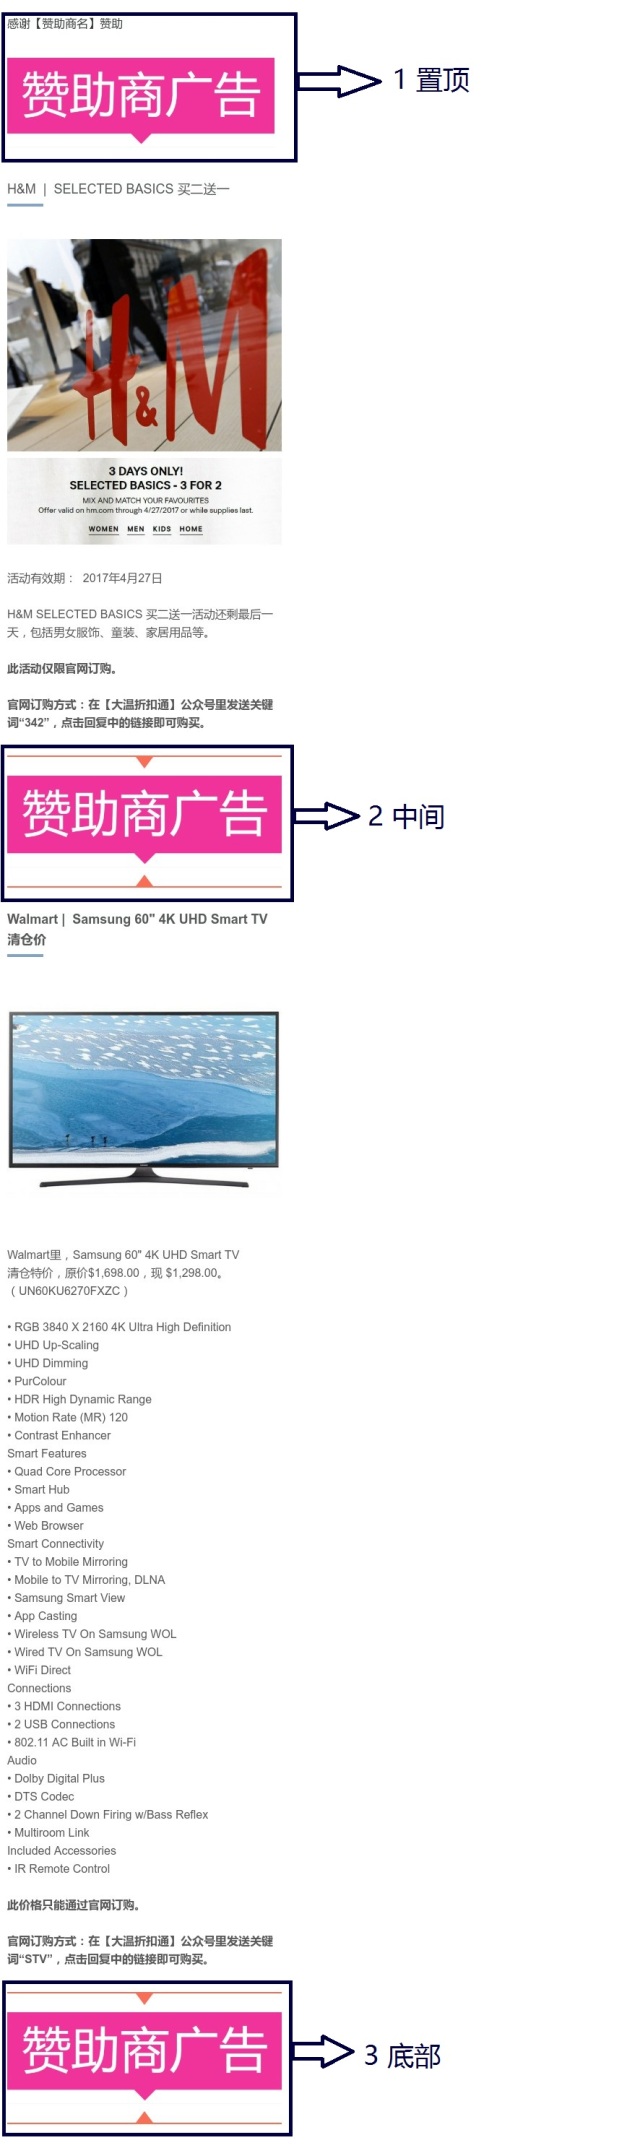 感谢【赞助商名】赞助
赞助商广告
1 置顶
H&M | SELECTED BASICS 买二送一
H&M
3 DAYS ONLY!
SELECTED BASICS - 3 FOR 2
MIX AND MATCH YOUR FAVOURITES
Offer valid on hm.com through 4/27/2017 or while supplies last.
WOMEN MEN KIDS HOME
活动有效期： 2017年4月27日
H&M SELECTED BASICS 买二送一活动还剩最后一
天，包括男女服饰、童装、家居用品等。
此活动仅限官网订购。
官网订购方式：在【大温折扣通】公众号里发送关键
词“342”，点击回复中的链接即可购买。
赞助商广告
2 中间
Walmart | Samsung 60" 4K UHD Smart TV
清仓价
Walmart里，Samsung 60" 4K UHD Smart TV
清仓特价，原价$1,698.00，现 $1,298.00。
（UN60KU6270FXZC）
• RGB 3840 X 2160 4K Ultra High Definition
• UHD Up-Scaling
• UHD Dimming
• PurColour
• HDR High Dynamic Range
• Motion Rate (MR) 120
• Contrast Enhancer
Smart Features
• Quad Core Processor
• Smart Hub
• Apps and Games
• Web Browser
Smart Connectivity
• TV to Mobile Mirroring
• Mobile to TV Mirroring, DLNA
• Samsung Smart View
• App Casting
• Wireless TV On Samsung WOL
• Wired TV On Samsung WOL
• WiFi Direct
Connections
• 3 HDMI Connections
• 2 USB Connections
• 802.11 AC Built in Wi-Fi
Audio
• Dolby Digital Plus
• DTS Codec
• 2 Channel Down Firing w/Bass Reflex
• Multiroom Link
Included Accessories
• IR Remote Control
此价格只能通过官网订购。
官网订购方式：在【大温折扣通】公众号里发送关键
词“STV”，点击回复中的链接即可购买。
赞助商广告
3 底部